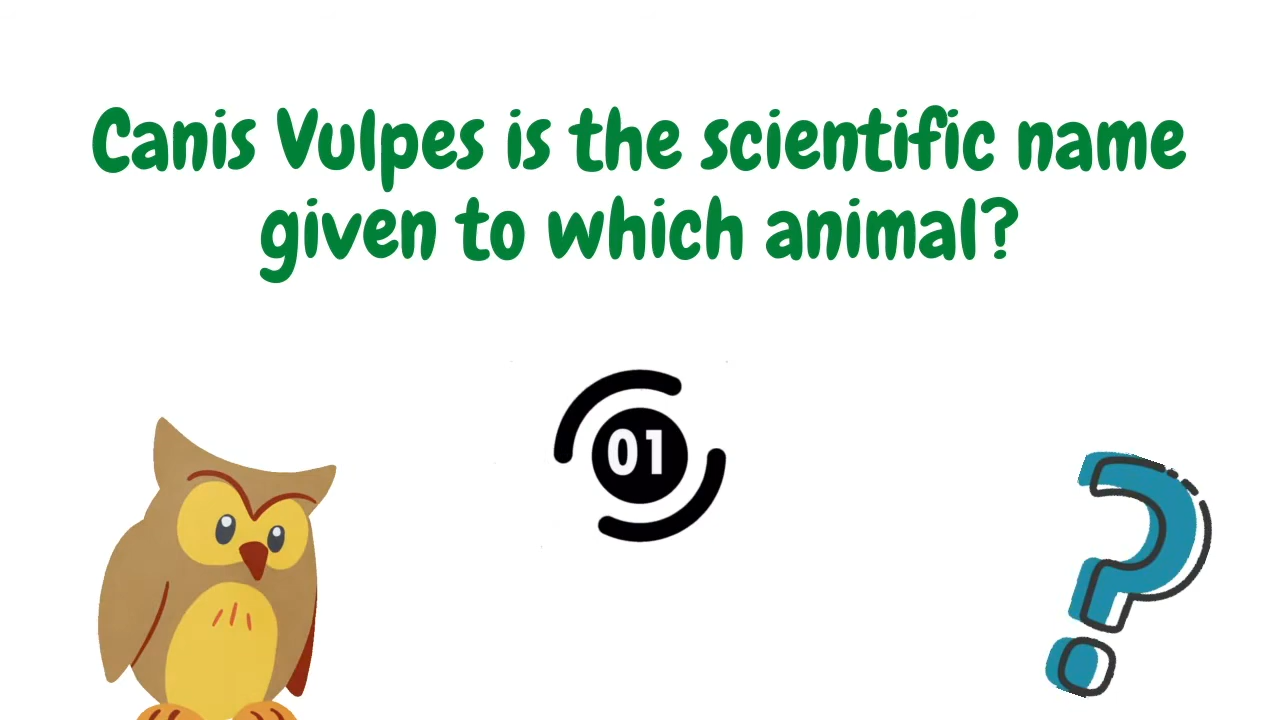 Canis Vulpes is the scientific name
given to which animal?
01